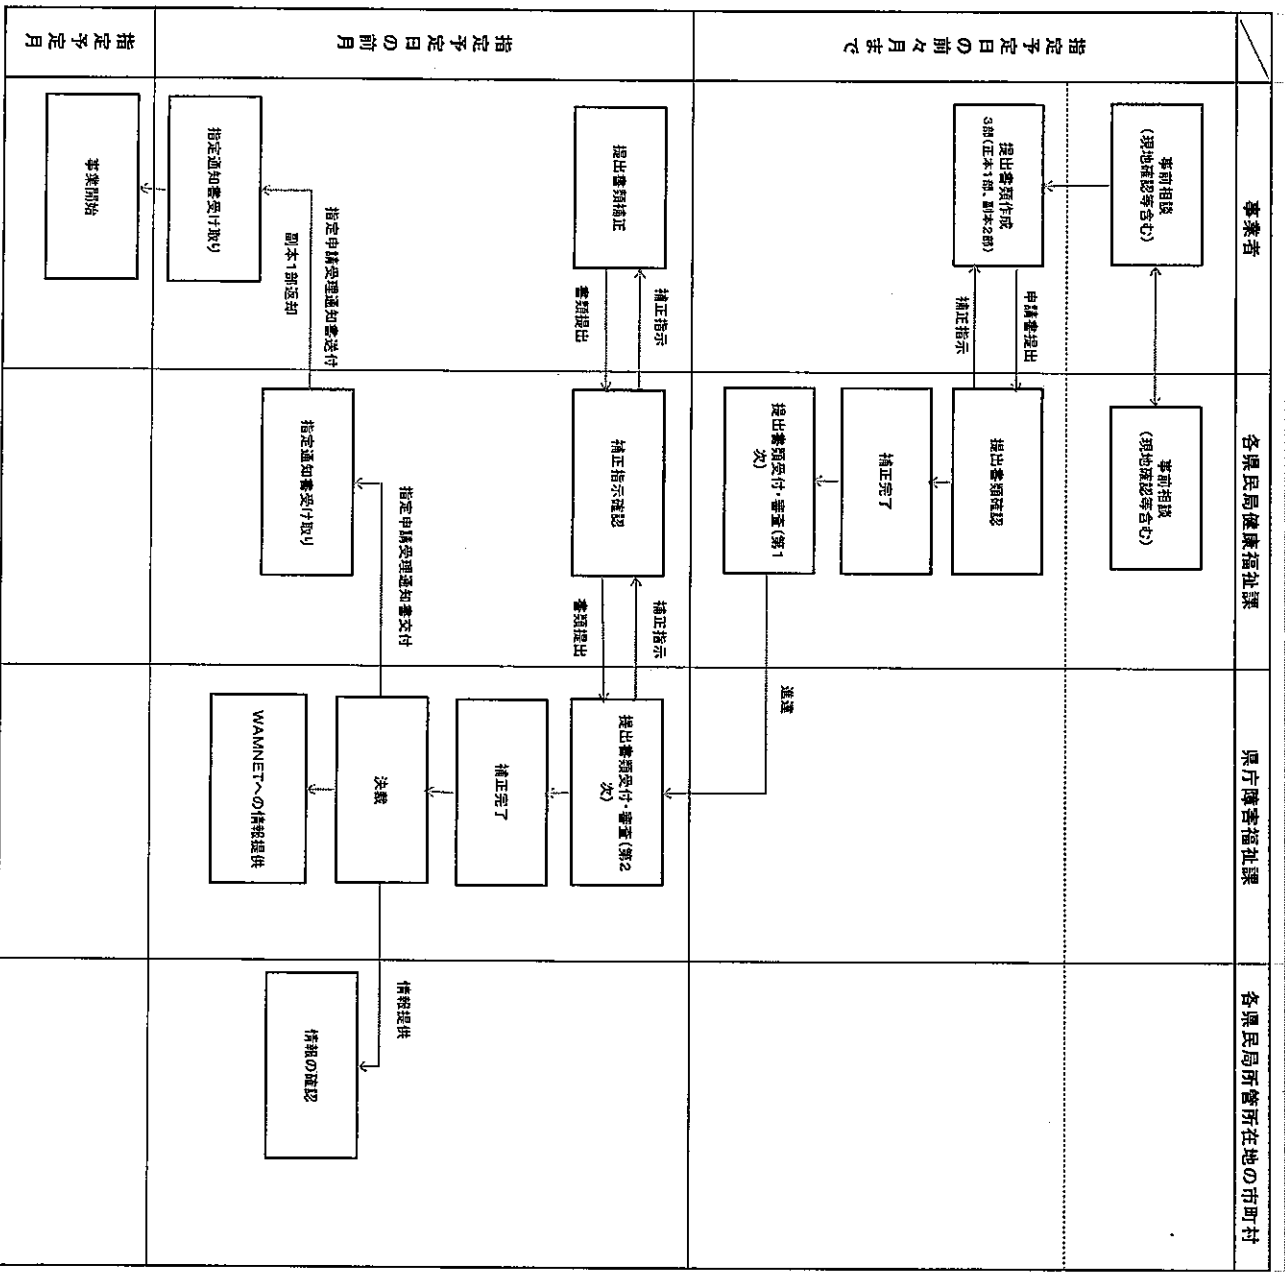 事業者
各県民局健康福祉課
県庁障害福祉課
各県民局所管所在地の市町村
指定予定日の前々月まで
事前相談
(現地確認等含む)
事前相談
(現地確認等含む)
提出書類作成
3部(正本1部、副本2部)
申請書提出
補正指示
提出書類確認
補正完了
提出書類受付・審査(第1
次)
進達
指定予定日の前月
提出書類補正
補正指示
書類提出
補正指示確認
補正指示
書類提出
提出書類受付・審査(第2
次)
補正完了
決裁
WAMNETへの情報提供
指定申請受理通知書交付
指定通知書受け取り
情報提供
情報の確認
指定申請受理通知書送付
副本1部返却
指定通知書受け取り
指定予定月
事業開始